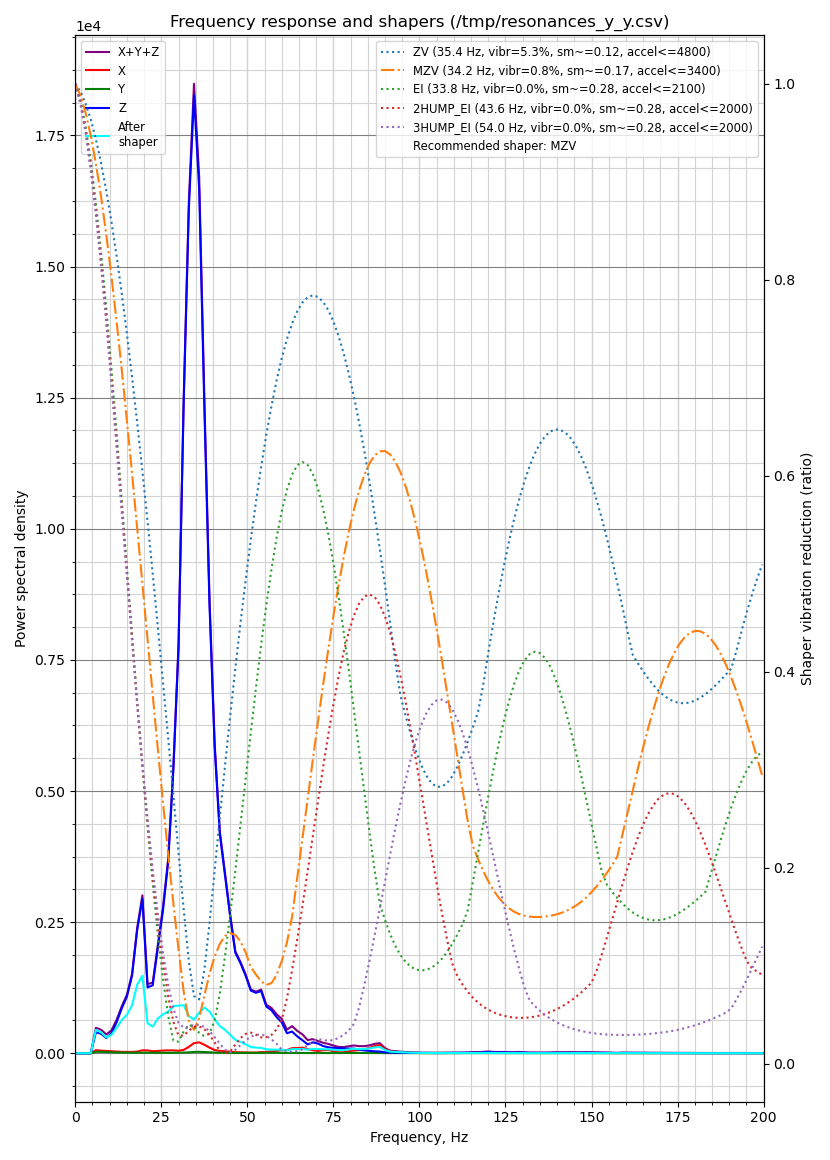 Frequency response and shapers (/tmp/resonances_y_y.csv)
1e4
X+Y+Z
X
Y
Z
After
shaper
ZV (35.4 Hz, vibr=5.3%, sm~=0.12, accel<=4800)
MZV (34.2 Hz, vibr=0.8%, sm~=0.17, accel<=3400)
EI (33.8 Hz, vibr=0.0%, sm~=0.28, accel<=2100)
2HUMP_EI (43.6 Hz, vibr=0.0%, sm~=0.28, accel<=2000)
3HUMP_EI (54.0 Hz, vibr=0.0%, sm~=0.28, accel<=2000)
Recommended shaper: MZV
Power spectral density
1.75
1.50
1.25
1.00
0.75
0.50
0.25
0.00
1.0
0.8
0.6
0.4
0.2
0.0
Shaper vibration reduction (ratio)
0 25 50 75 100 125 150 175 200
Frequency, Hz